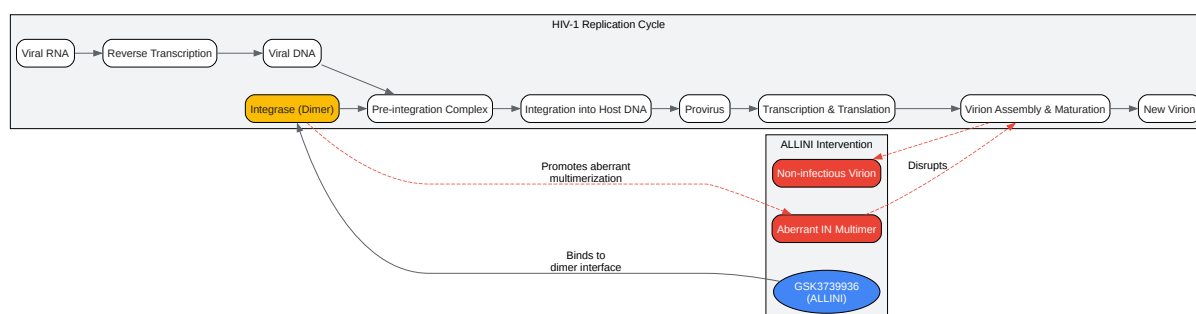 HIV-1 Replication Cycle
Viral RNA
Reverse Transcription
Viral DNA
Integrase (Dimer)
Pre-integration Complex
Integration into Host DNA
Provirus
Transcription & Translation
Virion Assembly & Maturation
New Virion
ALLINI Intervention
Non-infectious Virion
Disrupts
Promotes aberrant
multimerization
Aberrant IN Multimer
Binds to
dimer interface
GSK3739936
(ALLINI)